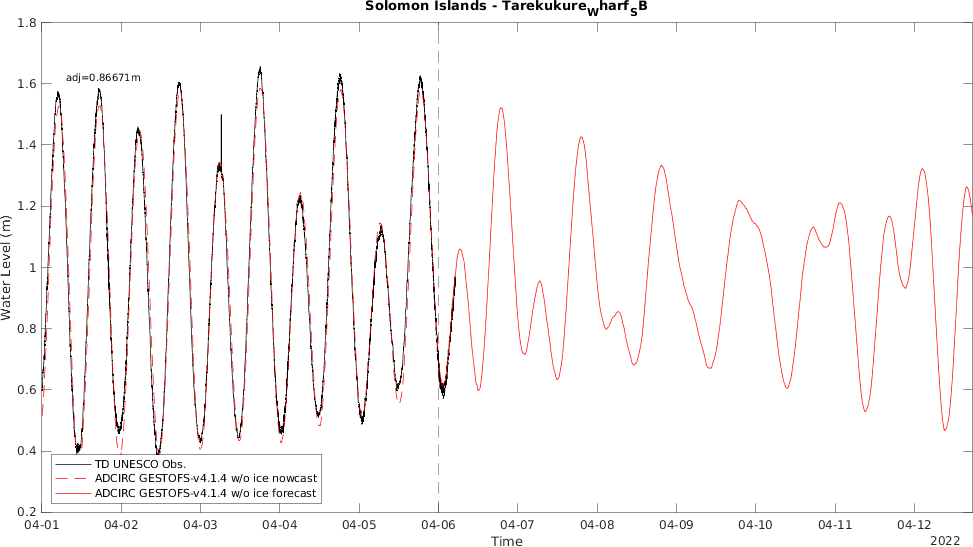 Solomon Islands - Tarekukure_Wharf_SB
1.8
1.6
1.4
1.2
1
0.8
0.6
0.4
0.2
Water Level (m)
adj=0.86671m
TD UNESCO Obs.
ADCIRC GESTOFS-v4.1.4 w/o ice nowcast
ADCIRC GESTOFS-v4.1.4 w/o ice forecast
04-01 04-02 04-03 04-04 04-05 04-06 04-07 04-08 04-09 04-10 04-11 04-12
Time
2022